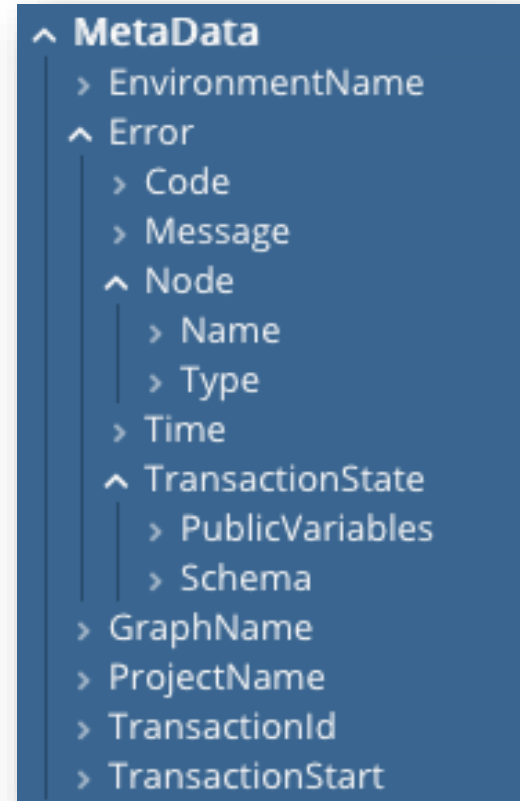 MetaData
EnvironmentName
Error
Code
Message
Node
Name
Type
Time
TransactionState
PublicVariables
Schema
GraphName
ProjectName
TransactionId
TransactionStart